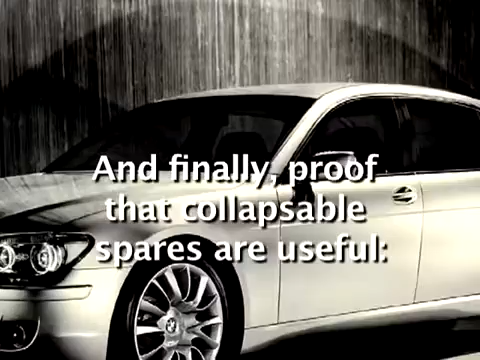 And finally, proof
that collapsable
spares are useful: